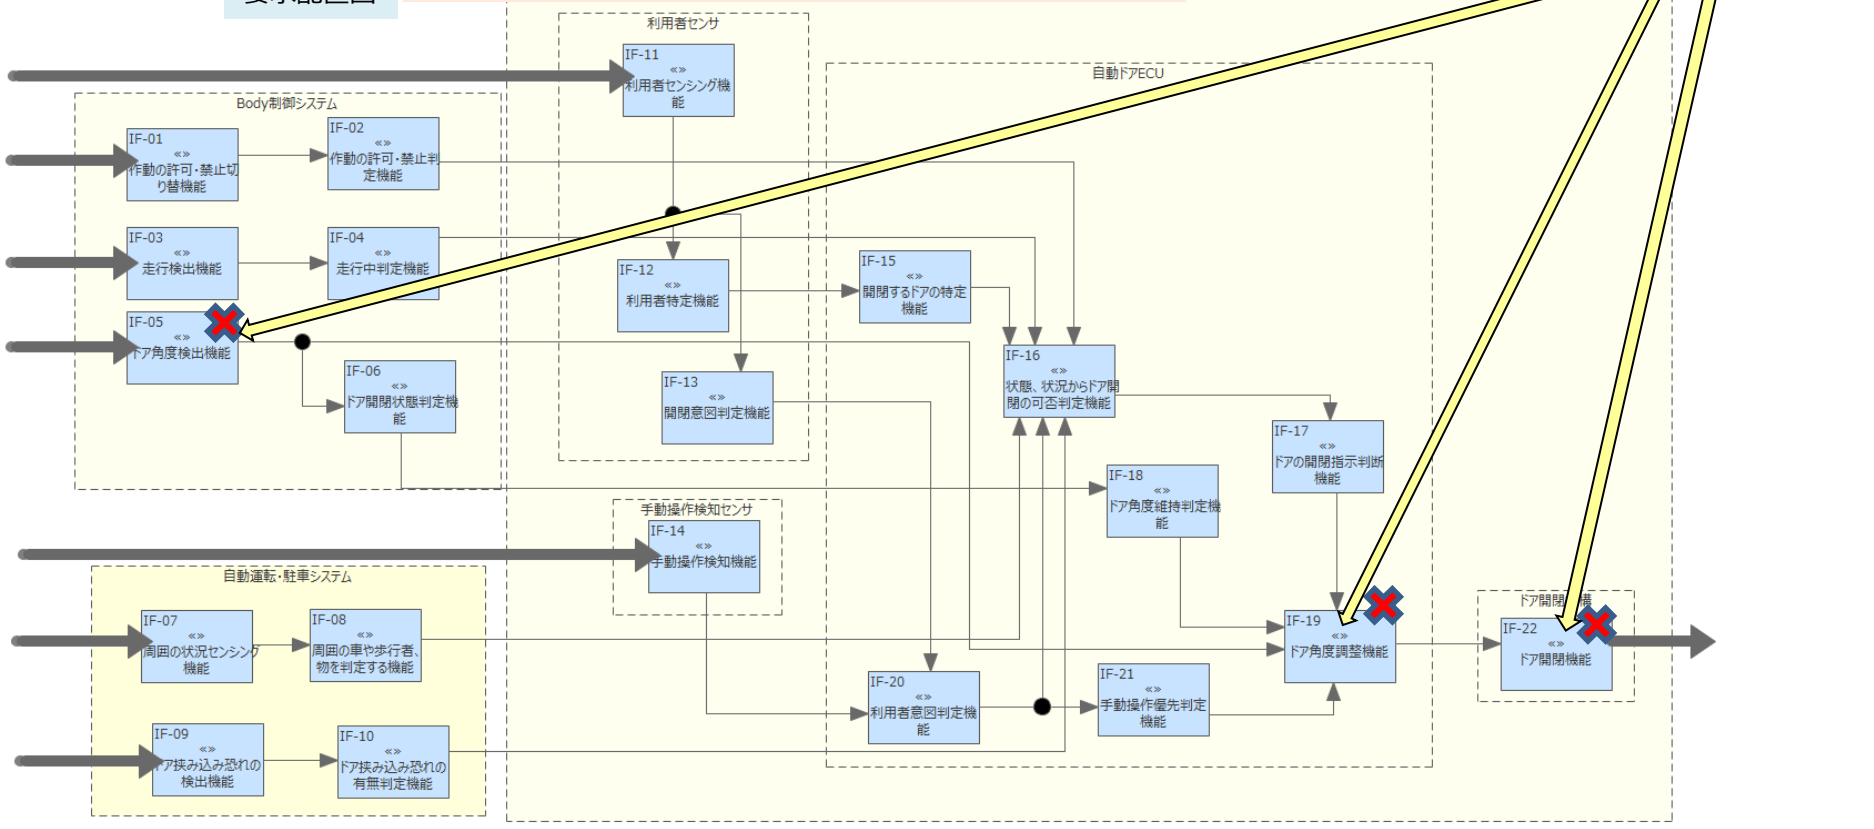 要求配置図
利用者センサ
IF-11
«»
利用者センシング機
能
自動ドアECU
Body制御システム
IF-01
«»
作動の許可・禁止切
り替機能
IF-02
«»
作動の許可・禁止判
定機能
IF-03
«»
走行検出機能
IF-04
«»
走行中判定機能
IF-12
«»
利用者特定機能
IF-15
«»
開閉するドアの特定
機能
IF-05
«»
ドア角度検出機能
IF-06
«»
ドア開閉状態判定機
能
IF-13
«»
開閉意図判定機能
IF-16
«»
状態、状況からドア開
閉の可否判定機能
IF-17
«»
ドアの開閉指示判断
機能
IF-18
«»
ドア角度維持判定機
能
手動操作検知センサ
IF-14
«»
手動操作検知機能
自動運転・駐車システム
IF-07
«»
周囲の状況センシング
機能
IF-08
«»
周囲の車や歩行者、
物を判定する機能
IF-19
«»
ドア角度調整機能
ドア開閉機構
IF-22
«»
ドア開閉機能
IF-20
«»
利用者意図判定機
能
IF-21
«»
手動操作優先判定
機能
IF-09
«»
ドア挟み込み恐れの
検出機能
IF-10
«»
ドア挟み込み恐れの
有無判定機能